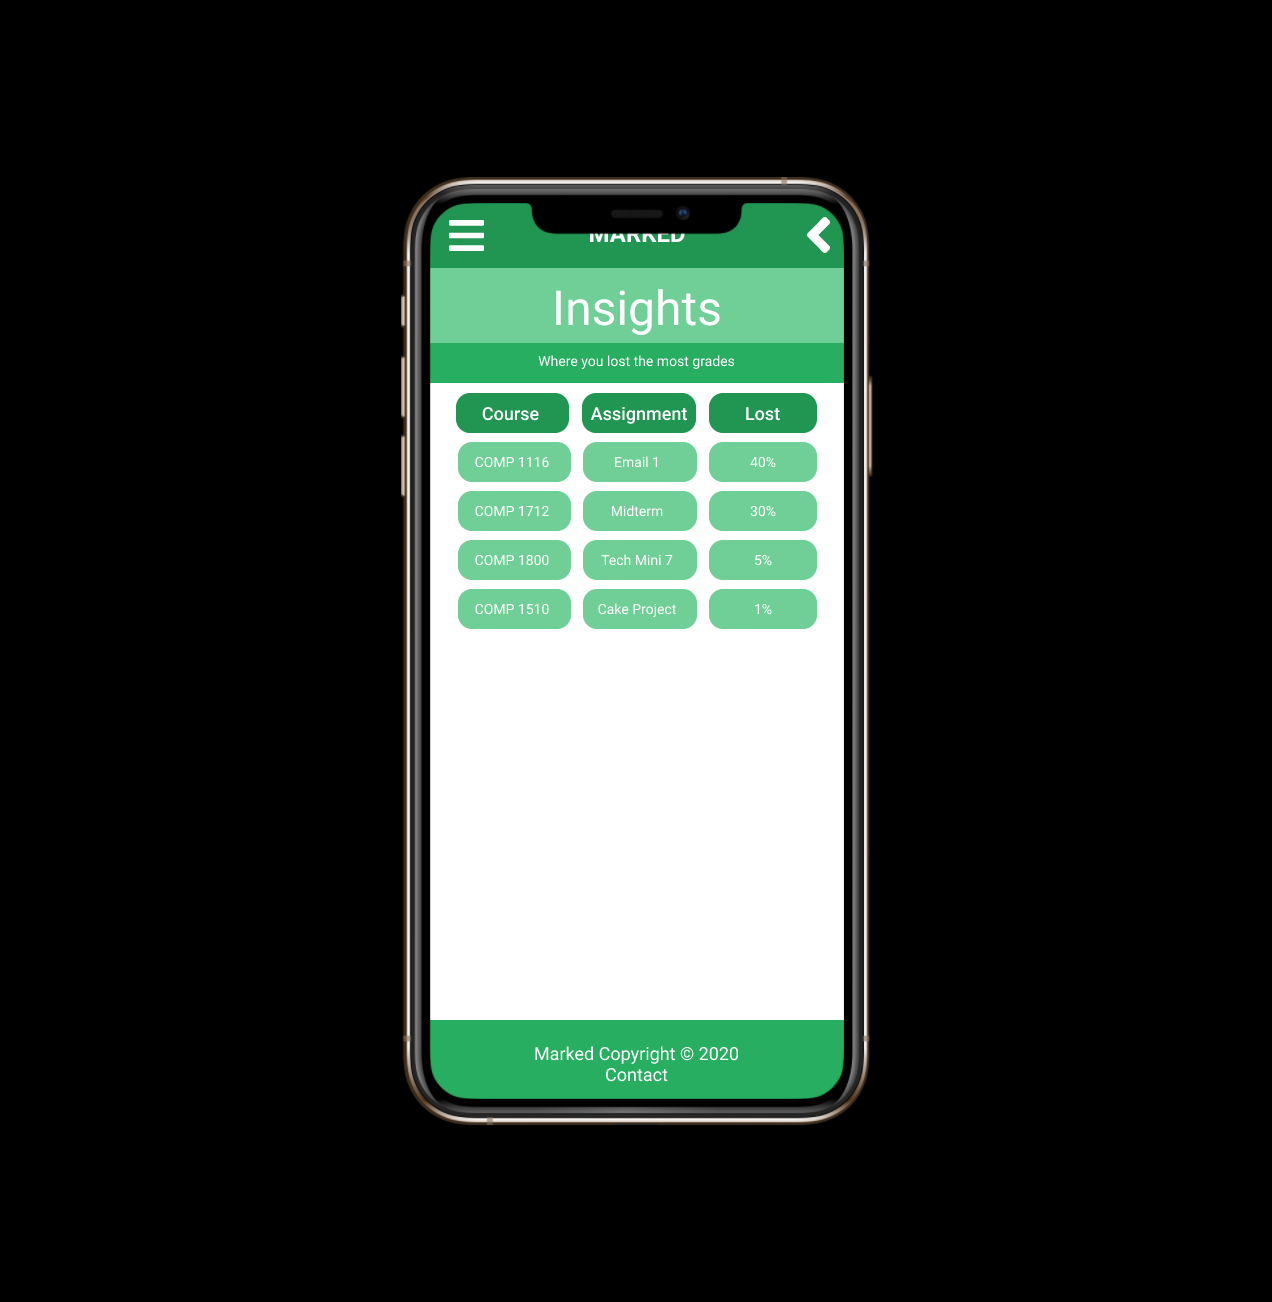 MARKED
Insights
Where you lost the most grades
Course Assignment Lost
COMP 1116 Email 1 40%
COMP 1712 Midterm 30%
COMP 1800 Tech Mini 7 5%
COMP 1510 Cake Project 1%
Marked Copyright © 2020
Contact